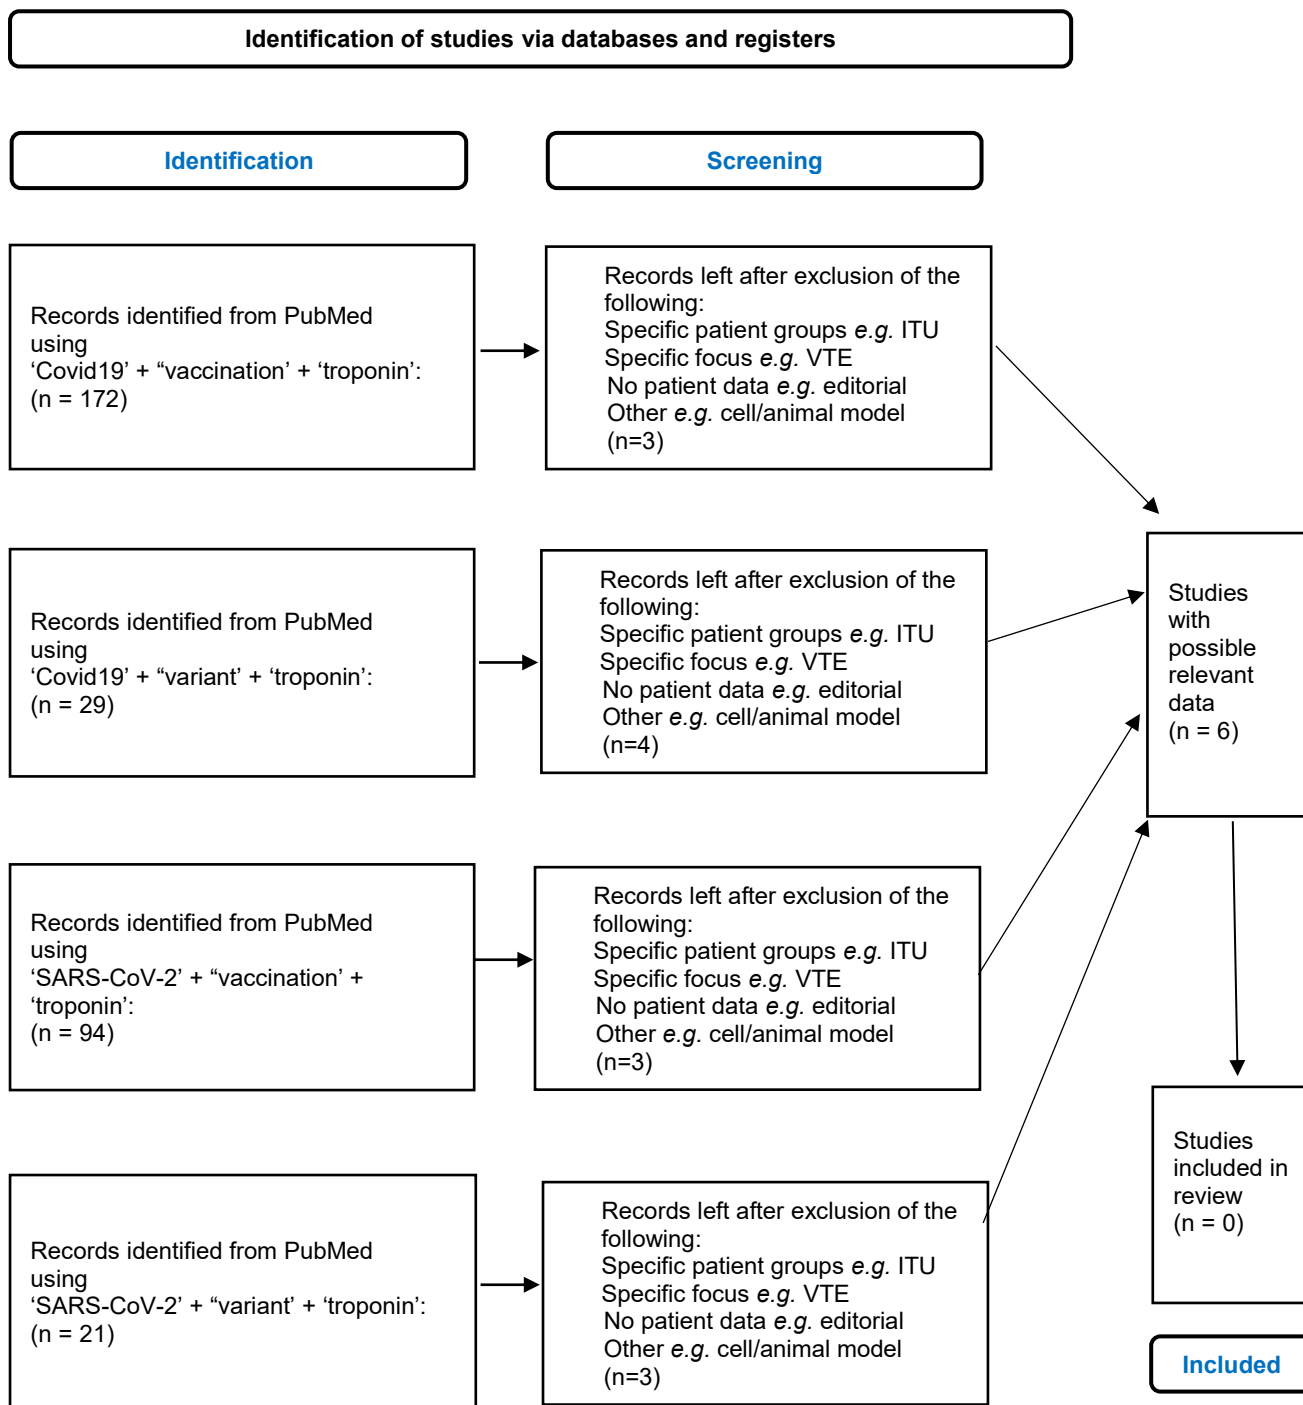 Identification of studies via databases and registers
Identification
Screening
Records identified from PubMed
using
‘Covid19’ + “vaccination’ + ‘troponin’:
(n = 172)
Records left after exclusion of the
following:
Specific patient groups e.g. ITU
Specific focus e.g. VTE
No patient data e.g. editorial
Other e.g. cell/animal model
(n=3)
Records identified from PubMed
using
‘Covid19’ + “variant’ + ‘troponin’:
(n = 29)
Records left after exclusion of the
following:
Specific patient groups e.g. ITU
Specific focus e.g. VTE
No patient data e.g. editorial
Other e.g. cell/animal model
(n=4)
Studies
with
possible
relevant
data
(n = 6)
Records identified from PubMed
using
‘SARS-CoV-2’ + “vaccination’ +
‘troponin’:
(n = 94)
Records left after exclusion of the
following:
Specific patient groups e.g. ITU
Specific focus e.g. VTE
No patient data e.g. editorial
Other e.g. cell/animal model
(n=3)
Records identified from PubMed
using
‘SARS-CoV-2’ + “variant’ + ‘troponin’:
(n = 21)
Records left after exclusion of the
following:
Specific patient groups e.g. ITU
Specific focus e.g. VTE
No patient data e.g. editorial
Other e.g. cell/animal model
(n=3)
Studies
included in
review
(n = 0)
Included